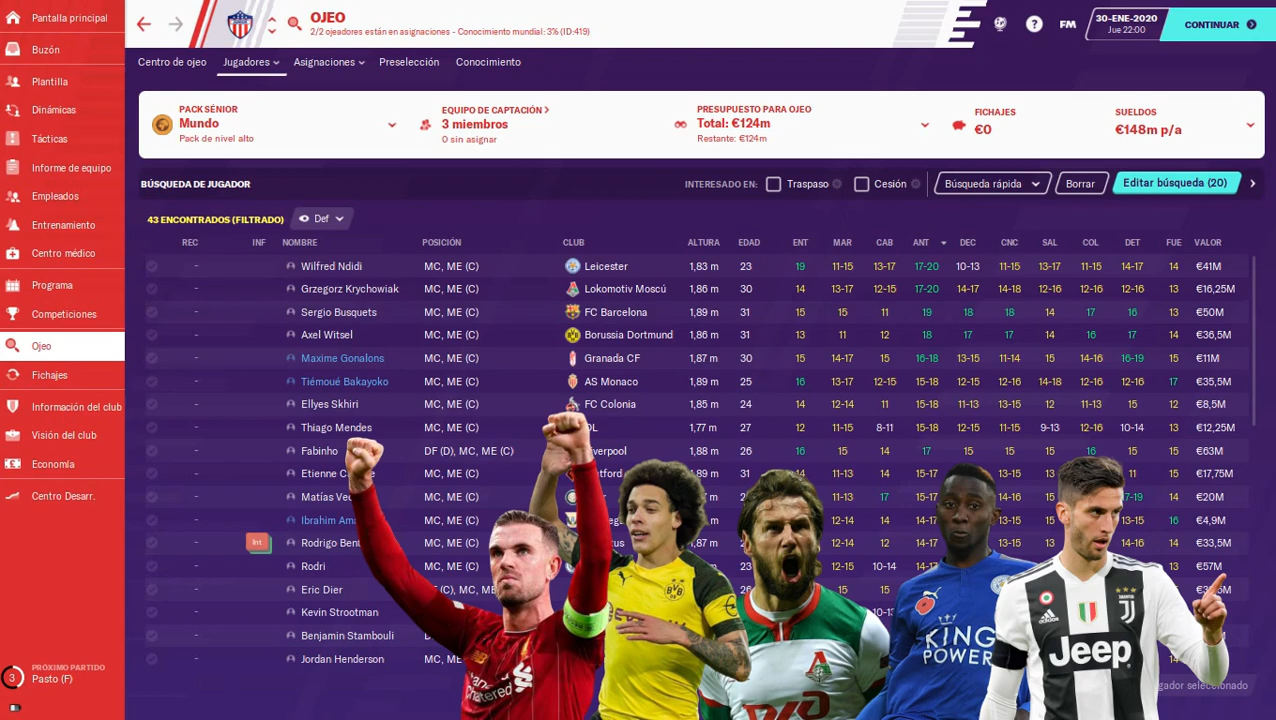 Pantalla principal
Buzón
Plantilla
Dinámicas
Tácticas
Informe de equipo
Empleados
Entrenamiento
Centro médico
Programa
Competiciones
Ojeo
Fichajes
Información del club
Visión del club
Economía
Centro Desarr.
3 PRÓXIMO PARTIDO
Pasto (F)
OJEO
2/2 ojeadores están en asignaciones - Conocimiento mundial: 3% (ID:419)
? FM 30-ENE-2020 Jue 22:00 CONTINUAR
Centro de ojeo Jugadores Asignaciones Preselección Conocimiento
PACK SÉNIOR
Mundo
Pack de nivel alto
EQUIPO DE CAPTACIÓN
3 miembros
0 sin asignar
PRESUPUESTO PARA OJEO
Total: €124m
Restante: €124m
FICHAJES
€0
SUELDOS
€148m p/a
BÚSQUEDA DE JUGADOR INTERESADO EN: Traspaso Cesión Búsqueda rápida Borrar Editar búsqueda (20)
43 ENCONTRADOS (FILTRADO) Def
REC INF NOMBRE POSICIÓN CLUB ALTURA EDAD ENT MAR CAB ANT DEC CNC SAL COL DET FUE VALOR
- Wilfred Ndidi MC, ME (C) Leicester 1,83 m 23 19 11-15 13-17 17-20 10-13 11-15 13-17 11-15 14-17 14 €41M
- Grzegorz Krychowiak MC, ME (C) Lokomotiv Moscú 1,86 m 30 14 13-17 12-15 17-20 14-17 14-18 12-16 12-16 12-16 13 €16,25M
- Sergio Busquets MC, ME (C) FC Barcelona 1,89 m 31 15 15 11 19 18 18 14 17 16 13 €50M
- Axel Witsel MC, ME (C) Borussia Dortmund 1,86 m 31 13 11 12 18 17 17 14 16 17 14 €36,5M
- Maxime Gonalons MC, ME (C) Granada CF 1,87 m 30 15 14-17 15 16-18 13-15 11-14 15 14-16 16-19 15 €11M
- Tiémoué Bakayoko MC, ME (C) AS Monaco 1,89 m 25 16 13-17 12-15 15-18 12-15 12-16 14-18 12-16 12-16 17 €35,5M
- Ellyes Skhiri MC, ME (C) FC Colonia 1,85 m 24 14 12-14 11 15-18 11-13 13-15 12 11-13 15 12 €8,5M
- Thiago Mendes MC, ME (C) OL 1,77 m 27 12 11-15 8-11 15-18 12-15 11-15 9-13 12-16 10-14 13 €12,25M
- Fabinho DF (D), MC, ME (C) Liverpool 1,88 m 26 16 15 14 17 15 15 14 15 15 14 €63M
- Etienne MC, ME (C) 1,89 m 31 14 11-13 14 15-17 13-15 15 13 11 15 €17,75M
- Matías MC, ME (C) 11-13 17 15-17 14-16 15 14 €20M
- Ibrahim MC, ME (C) 12-14 14 15-17 13-15 15 13-15 16 €4,9M
Int - Rodrigo MC, ME (C) 1,87 m 12-14 12 14-17 13-15 15 14 €33,5M
- Rodri MC, ME (C) 23 12-15 10-14 13 €57M
- Eric Dier 26 15 15
- Kevin Strootman
- Benjamin Stambouli
- Jordan Henderson MC, ME 14
Standard Chartered
KING POWER
adidas
JUVENTUS
Jeep
seleccionado